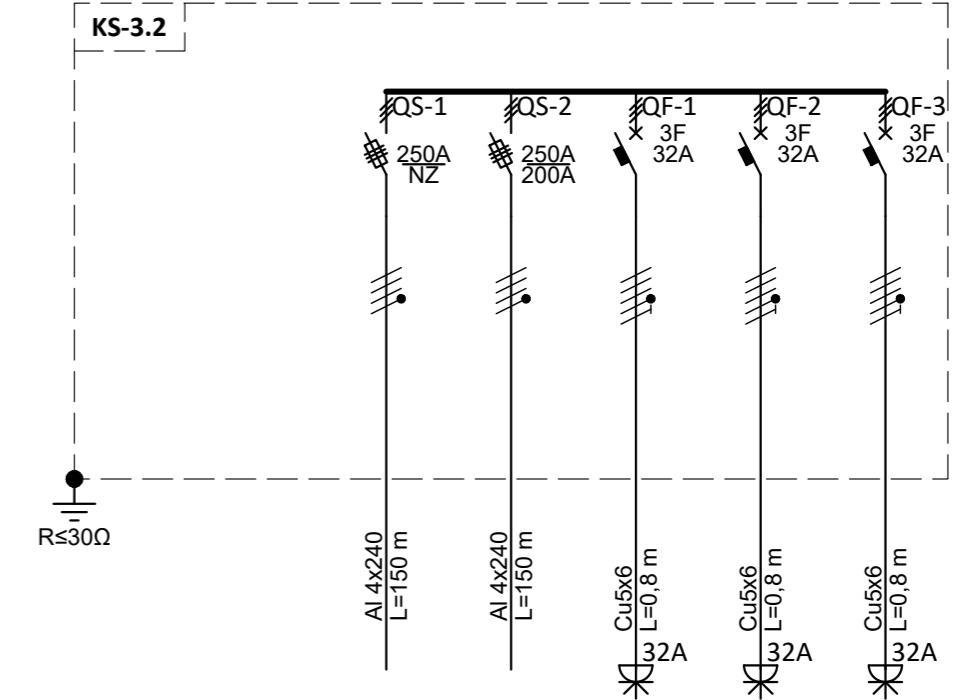 KS-3.2
QS-1
QS-2
QF-1
QF-2
QF-3
250A
NZ
250A
200A
3F
32A
3F
32A
3F
32A
R≤30Ω
Al 4x240
L=150 m
Al 4x240
L=150 m
Cu5x6
L=0,8 m
Cu5x6
L=0,8 m
Cu5x6
L=0,8 m
32A
32A
32A